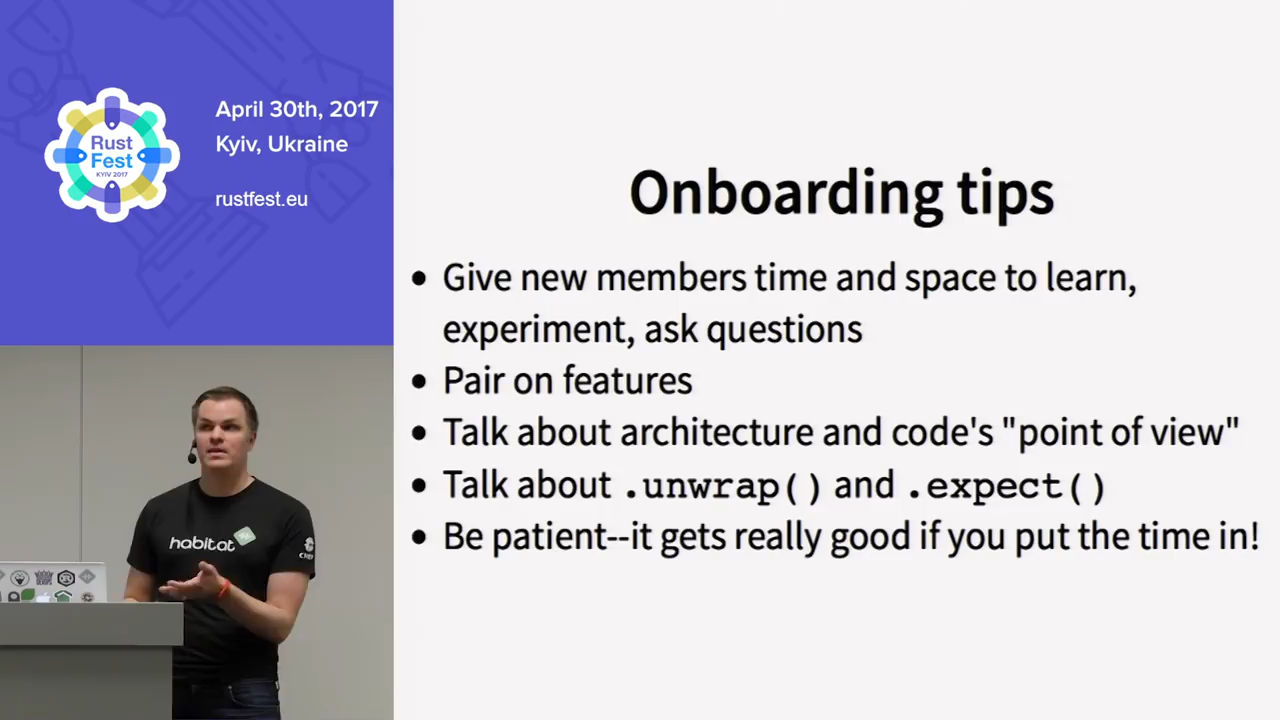 April 30th, 2017
Kyiv, Ukraine
rustfest.eu
Rust
Fest
KYIV 2017
Onboarding tips
• Give new members time and space to learn,
experiment, ask questions
• Pair on features
• Talk about architecture and code's "point of view"
• Talk about .unwrap() and .expect()
• Be patient--it gets really good if you put the time in!
habitat